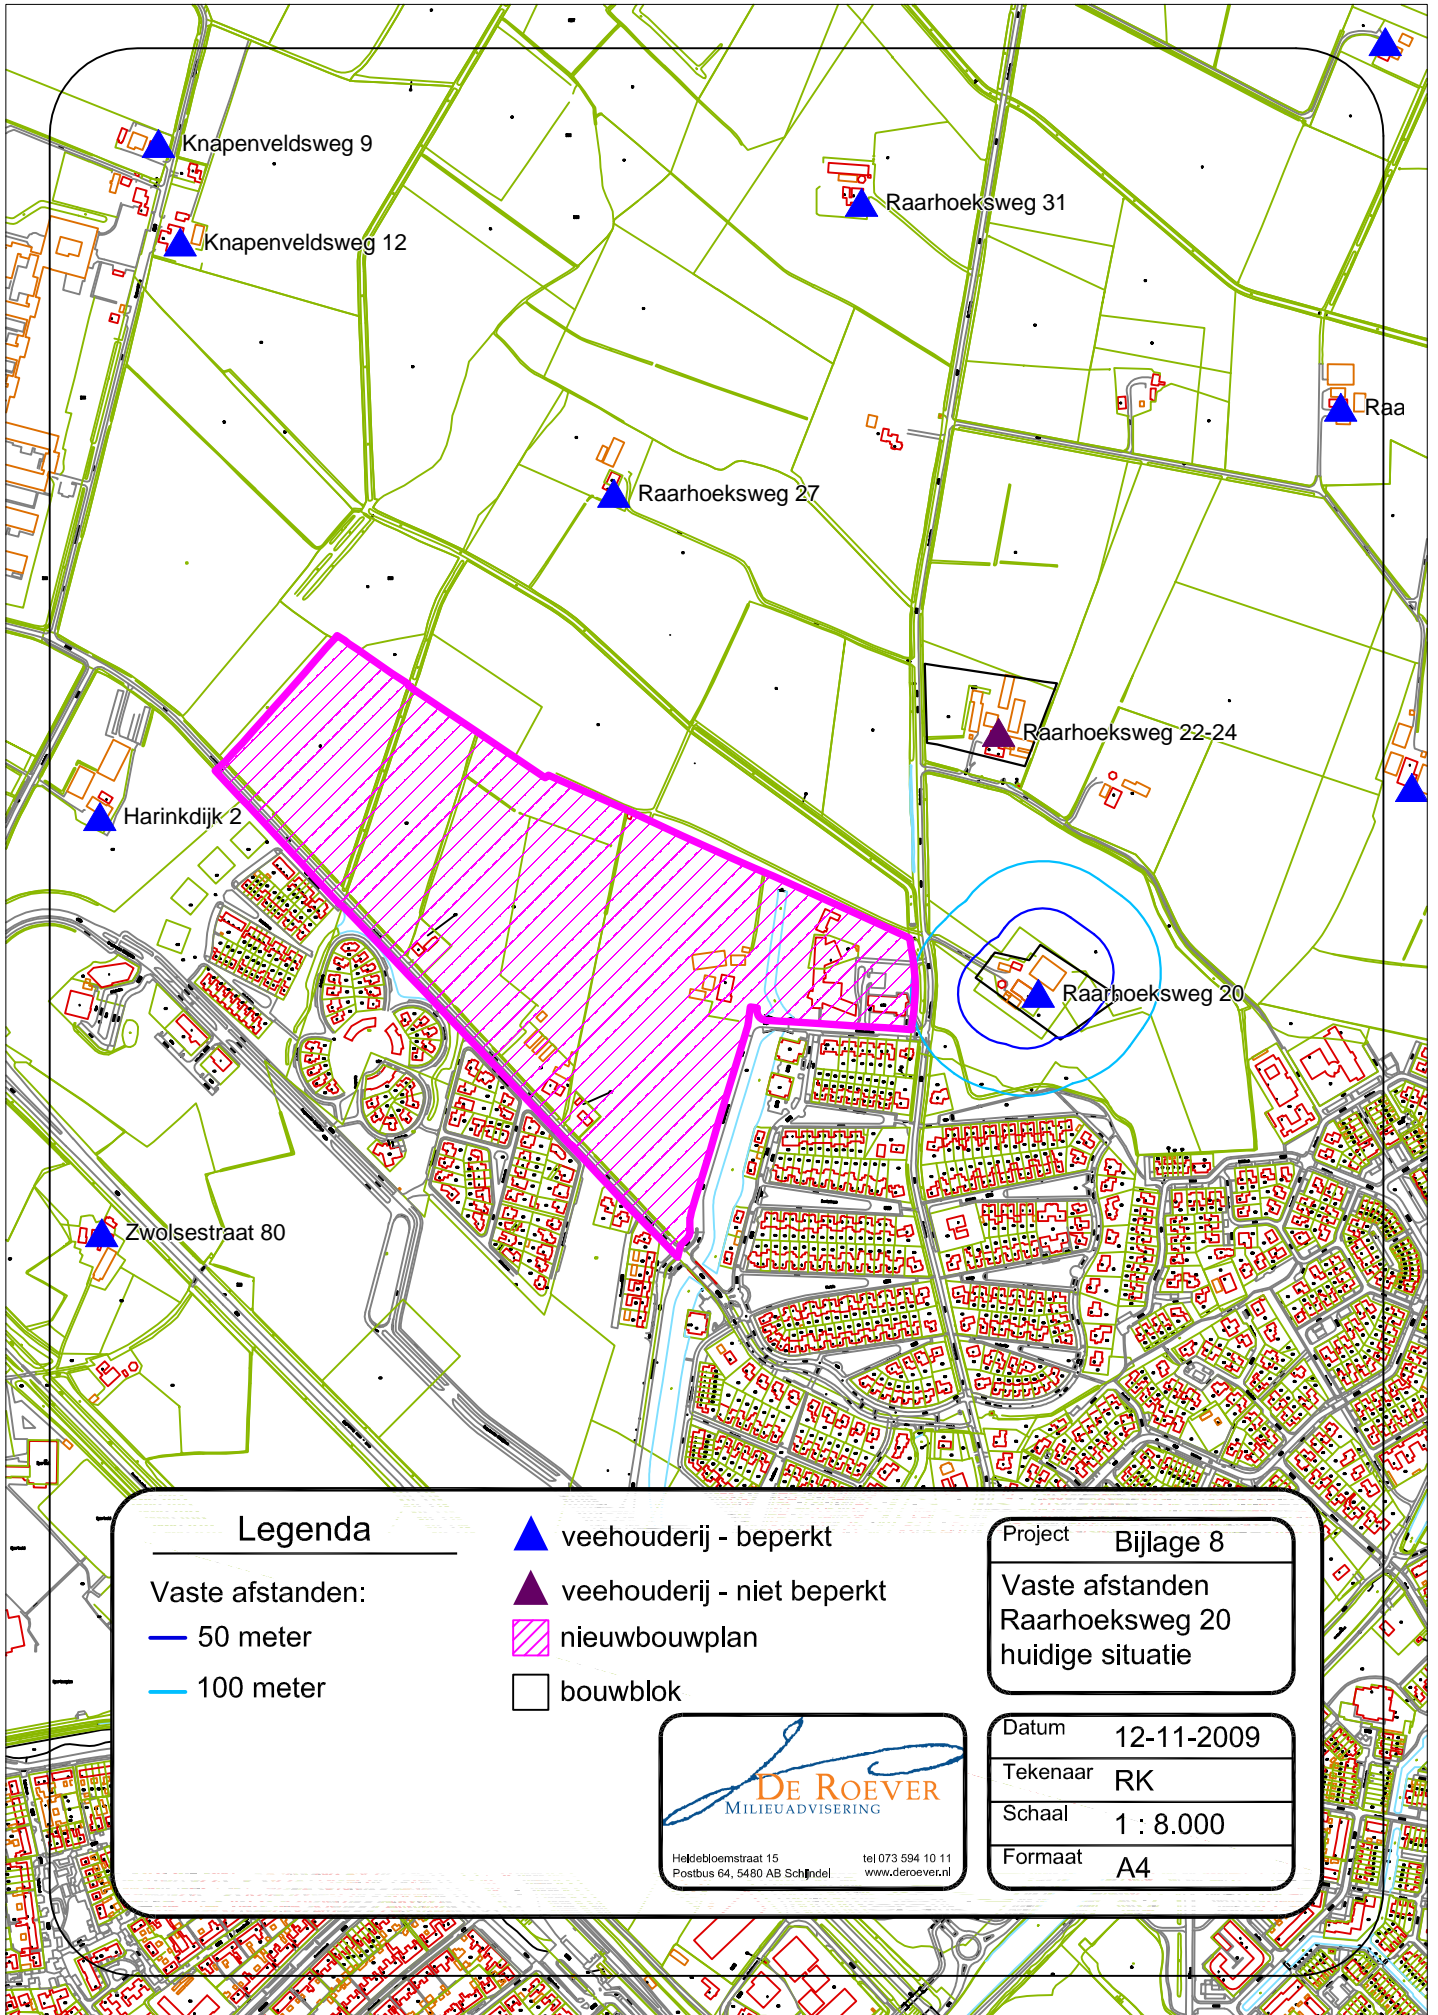 Knapenveldsweg 9
Raarhoeksweg 31
Knapenveldsweg 12
Raa
Raarhoeksweg 27
Raarhoeksweg 22-24
Harinkdijk 2
Raarhoeksweg 20
Zwolsestraat 80
Legenda
Vaste afstanden:
50 meter
100 meter
veehouderij - beperkt
veehouderij - niet beperkt
nieuwbouwplan
bouwblok
Project Bijlage 8
Vaste afstanden
Raarhoeksweg 20
huidige situatie
DE ROEVER
MILIEUADVISERING
Heldebloemstraat 15 tel 073 594 10 11
Postbus 64, 5480 AB Schijndel www.deroever.nl
Datum 12-11-2009
Tekenaar RK
Schaal 1 : 8.000
Formaat A4